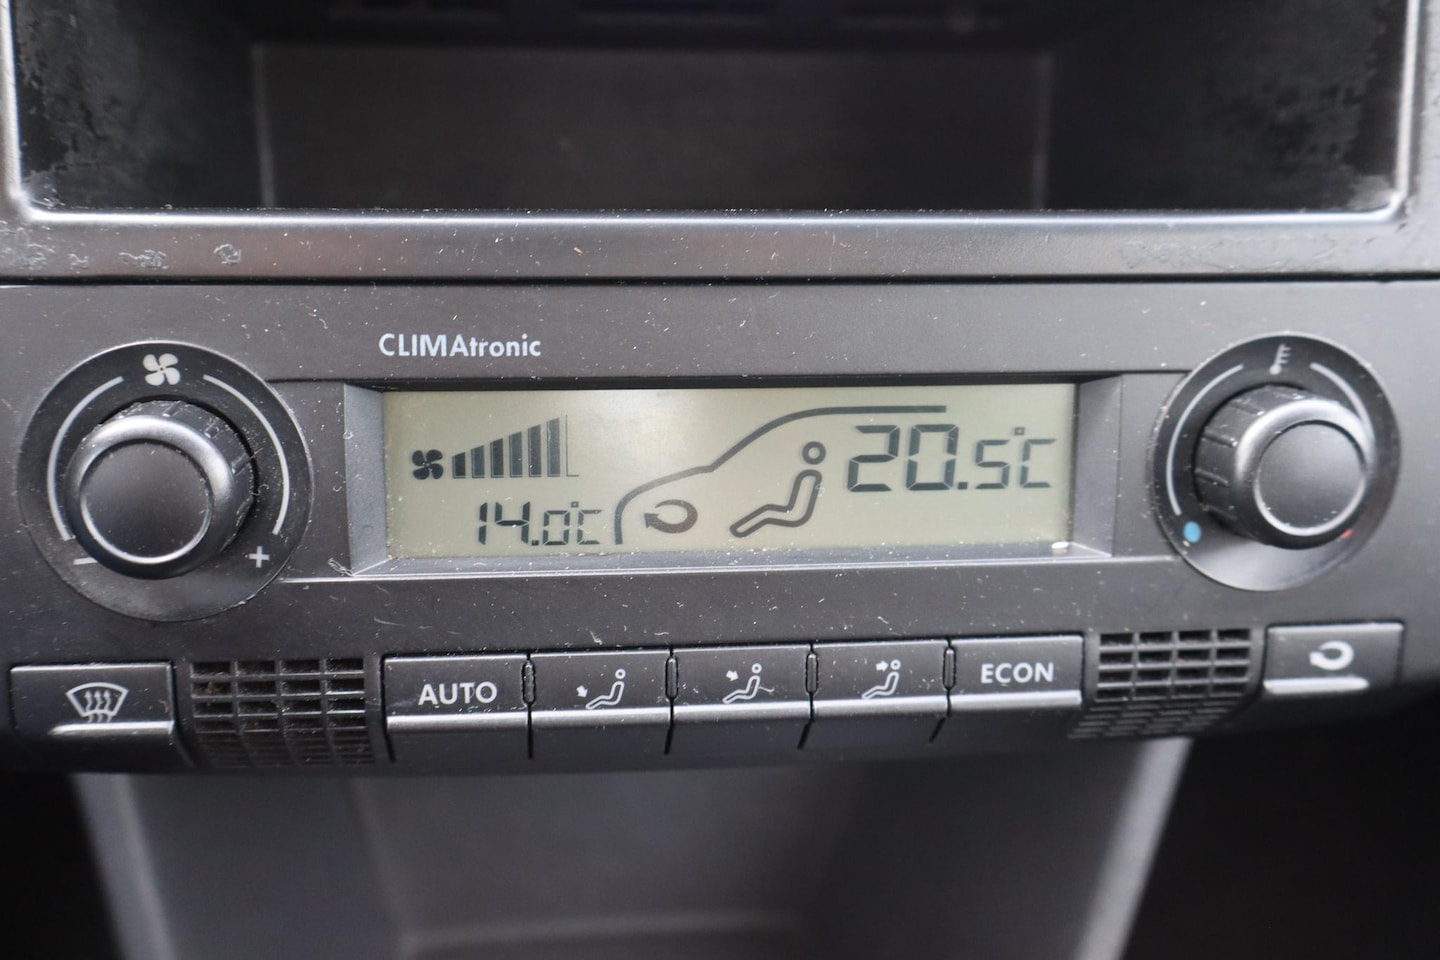 CLIMAtronic
20.5°C
14.0°C
- +
AUTO ECON